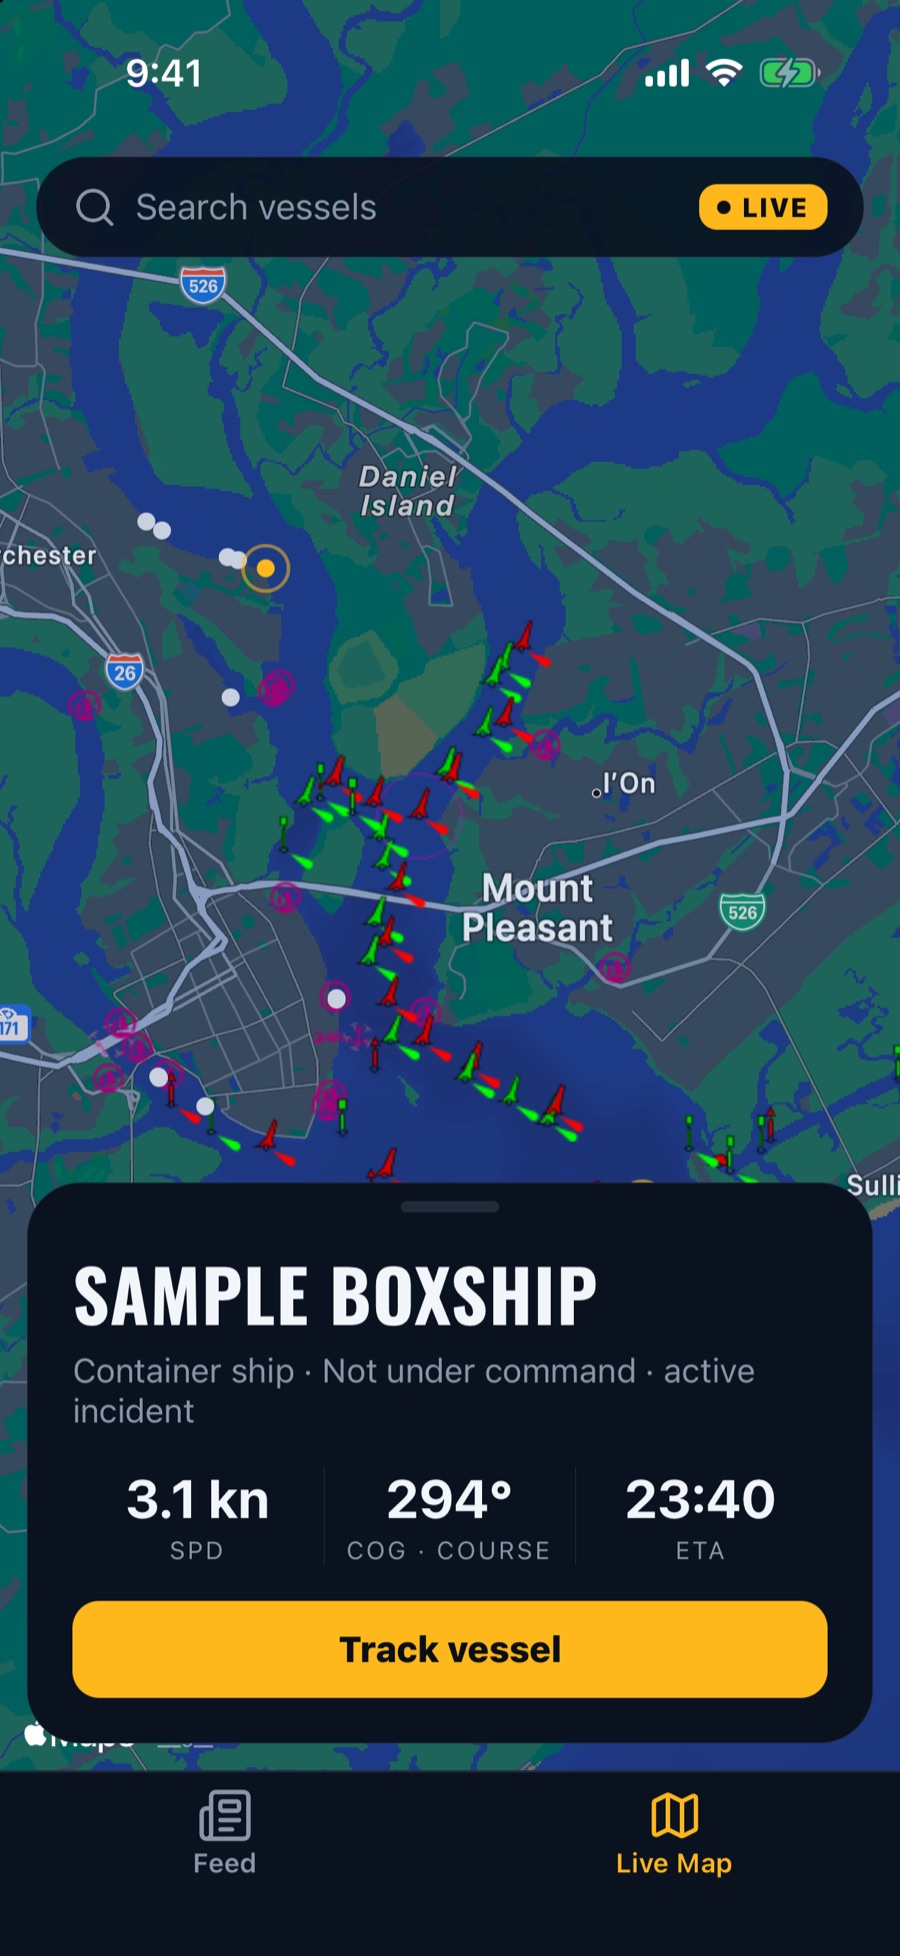 9:41
Search vessels
LIVE
526
Daniel
Island
chester
26
I'On
Mount
Pleasant
526
171
Sulli
SAMPLE BOXSHIP
Container ship · Not under command · active
incident
3.1 kn
294°
23:40
SPD
COG · COURSE
ETA
Track vessel
Maps
Feed
Live Map